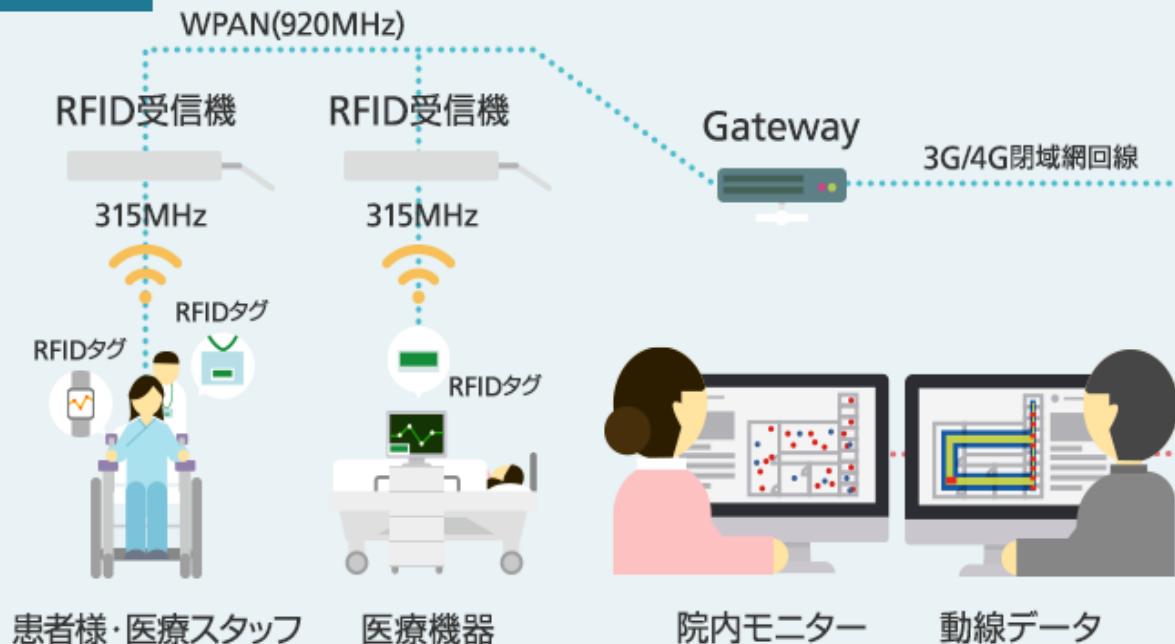 WPAN(920MHz)
RFID受信機
RFID受信機
Gateway
3G/4G閉域網回線
315MHz
315MHz
RFIDタグ
RFIDタグ
RFIDタグ
患者様・医療スタッフ
医療機器
院内モニター
動線データ